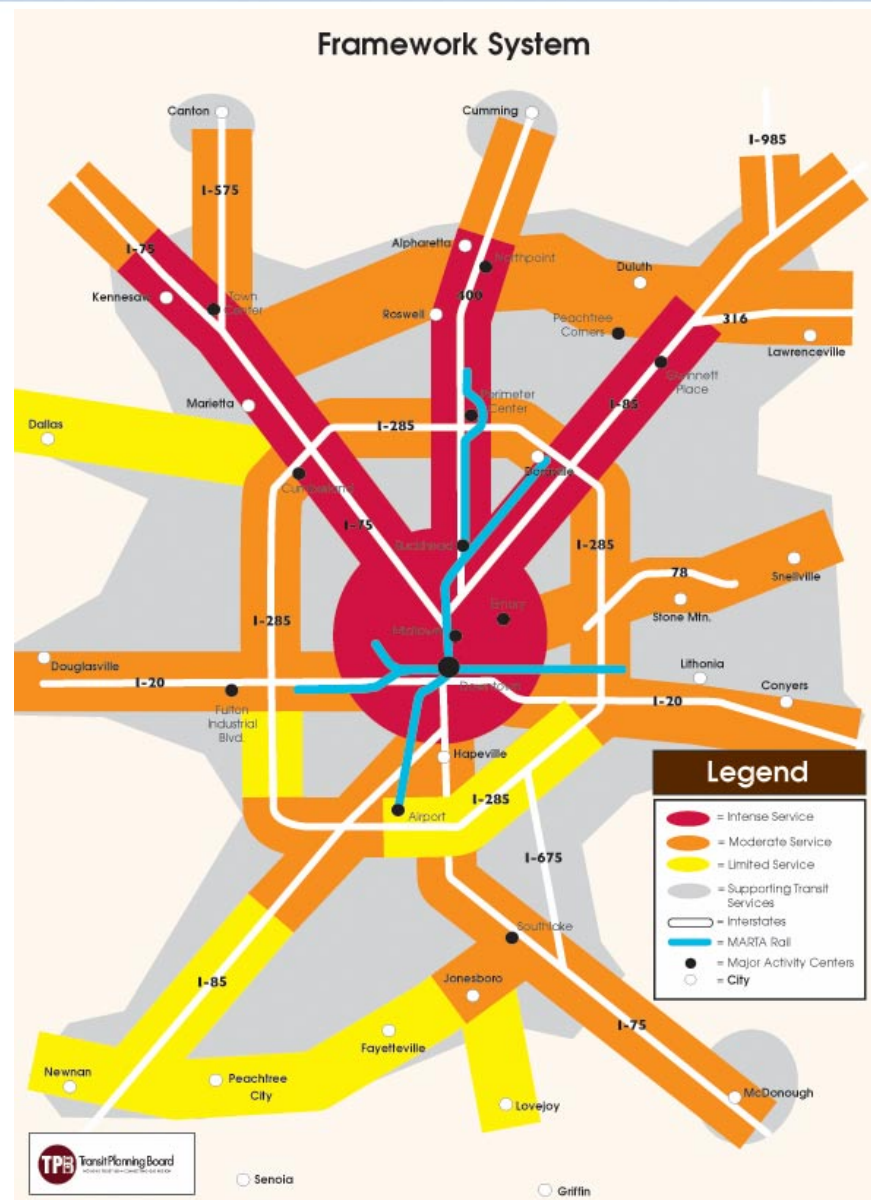 Framework System
Canton
Cumming
I-985
I-575
I-75
Alpharetta
Northpoint
Duluth
Kennesaw
Town
Center
400
Roswell
Peachtree
Corners
316
Lawrenceville
Gwinnett
Place
Marietta
Perimeter
Center
I-85
I-285
Dallas
Doraville
Cumberland
I-75
Buckhead
I-285
78
Snellville
Emory
Stone Mtn.
I-285
Midtown
Douglasville
Lithonia
I-20
Downtown
Conyers
I-20
Fulton
Industrial
Blvd.
Hapeville
I-285
Airport
I-675
Southlake
I-85
Jonesboro
I-75
Fayetteville
Newnan
Peachtree
City
McDonough
Lovejoy
Senoia
Griffin
Legend
= Intense Service
= Moderate Service
= Limited Service
= Supporting Transit
Services
= Interstates
= MARTA Rail
= Major Activity Centers
= City
TPB
Transit Planning Board